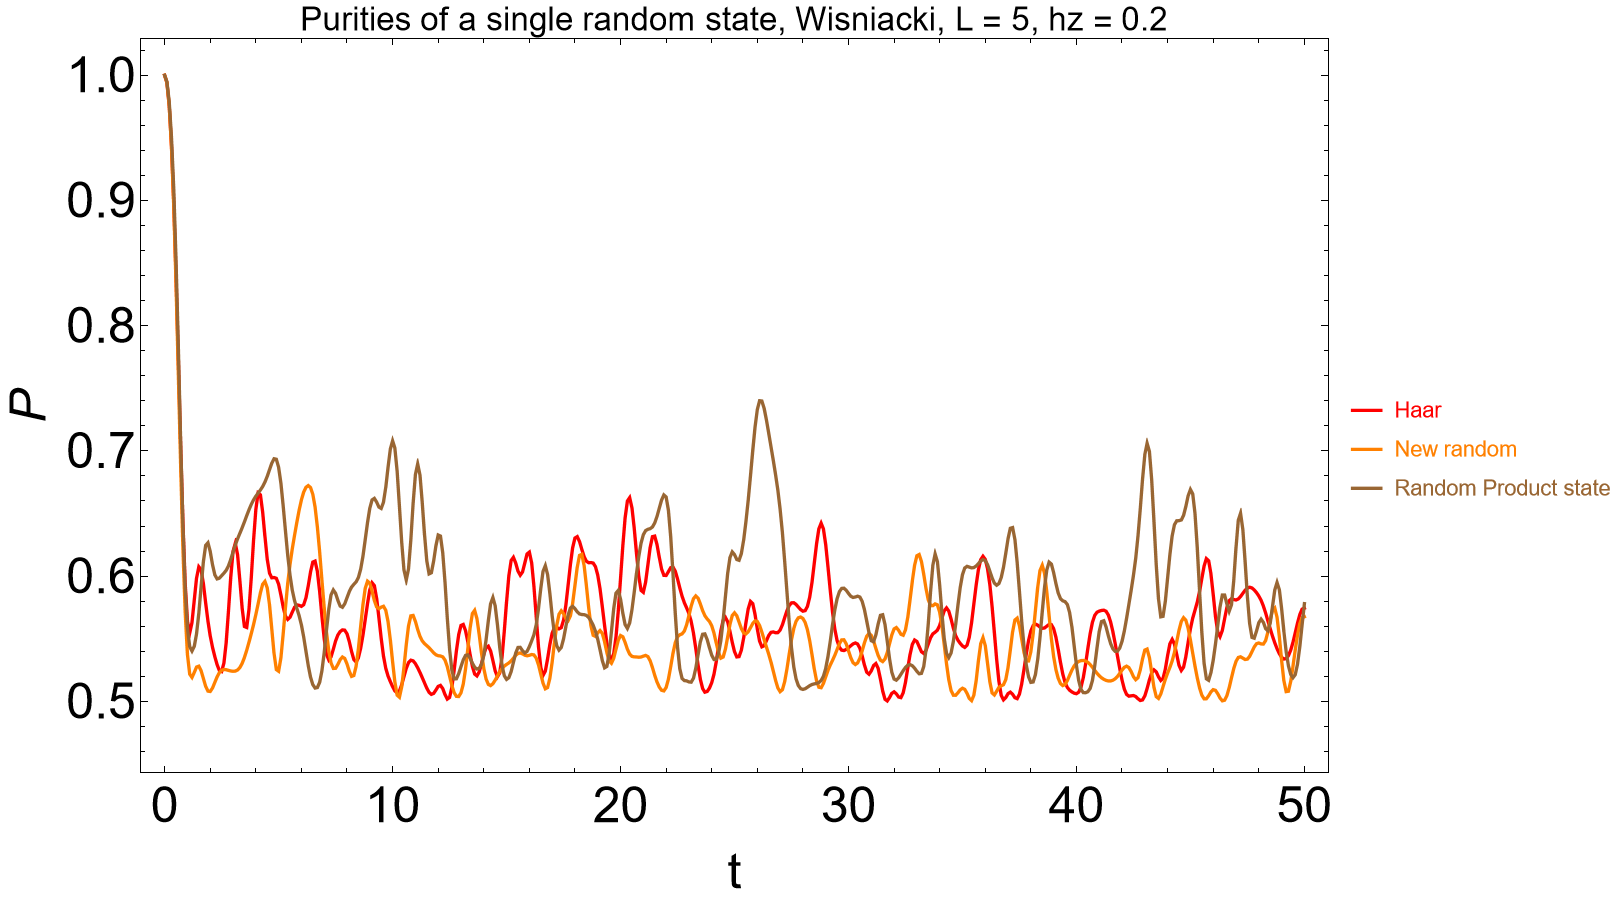 Purities of a single random state, Wisniacki, L = 5, hz = 0.2
1.0
0.9
0.8
0.7
0.6
0.5
P
0 10 20 30 40 50
t
Haar
New random
Random Product state